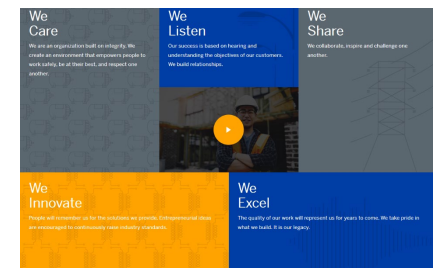 We
Care
We are an organization built on integrity. We
create an environment that empowers people to
work safely, be at their best, and respect one
another.
We
Listen
Our success is based on hearing and
understanding the objectives of our customers.
We build relationships.
We
Share
We collaborate, inspire and challenge one
another.
We
Innovate
People will remember us for the solutions we provide. Entrepreneurial ideas
are encouraged to continuously raise industry standards.
We
Excel
The quality of our work will represent us for years to come. We take pride in
what we build. It is our legacy.